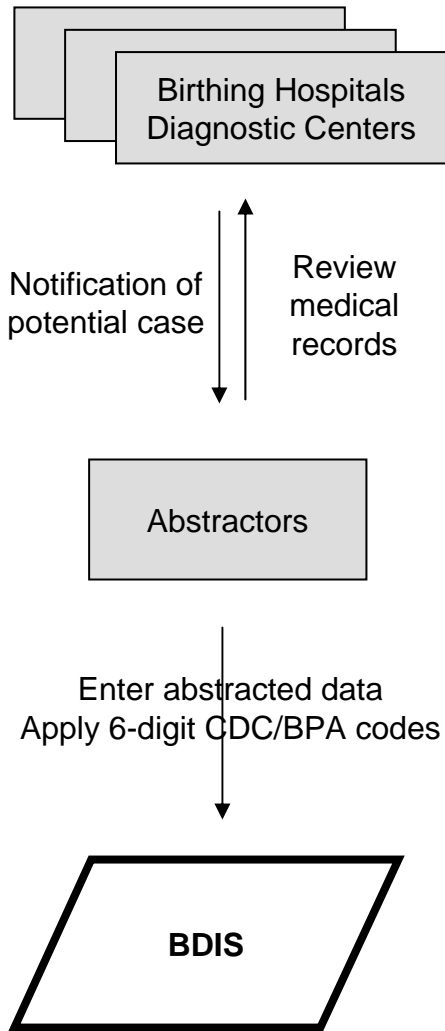 Birthing Hospitals
Diagnostic Centers
Notification of
potential case
Review
medical
records
Abstractors
Enter abstracted data
Apply 6-digit CDC/BPA codes
BDIS